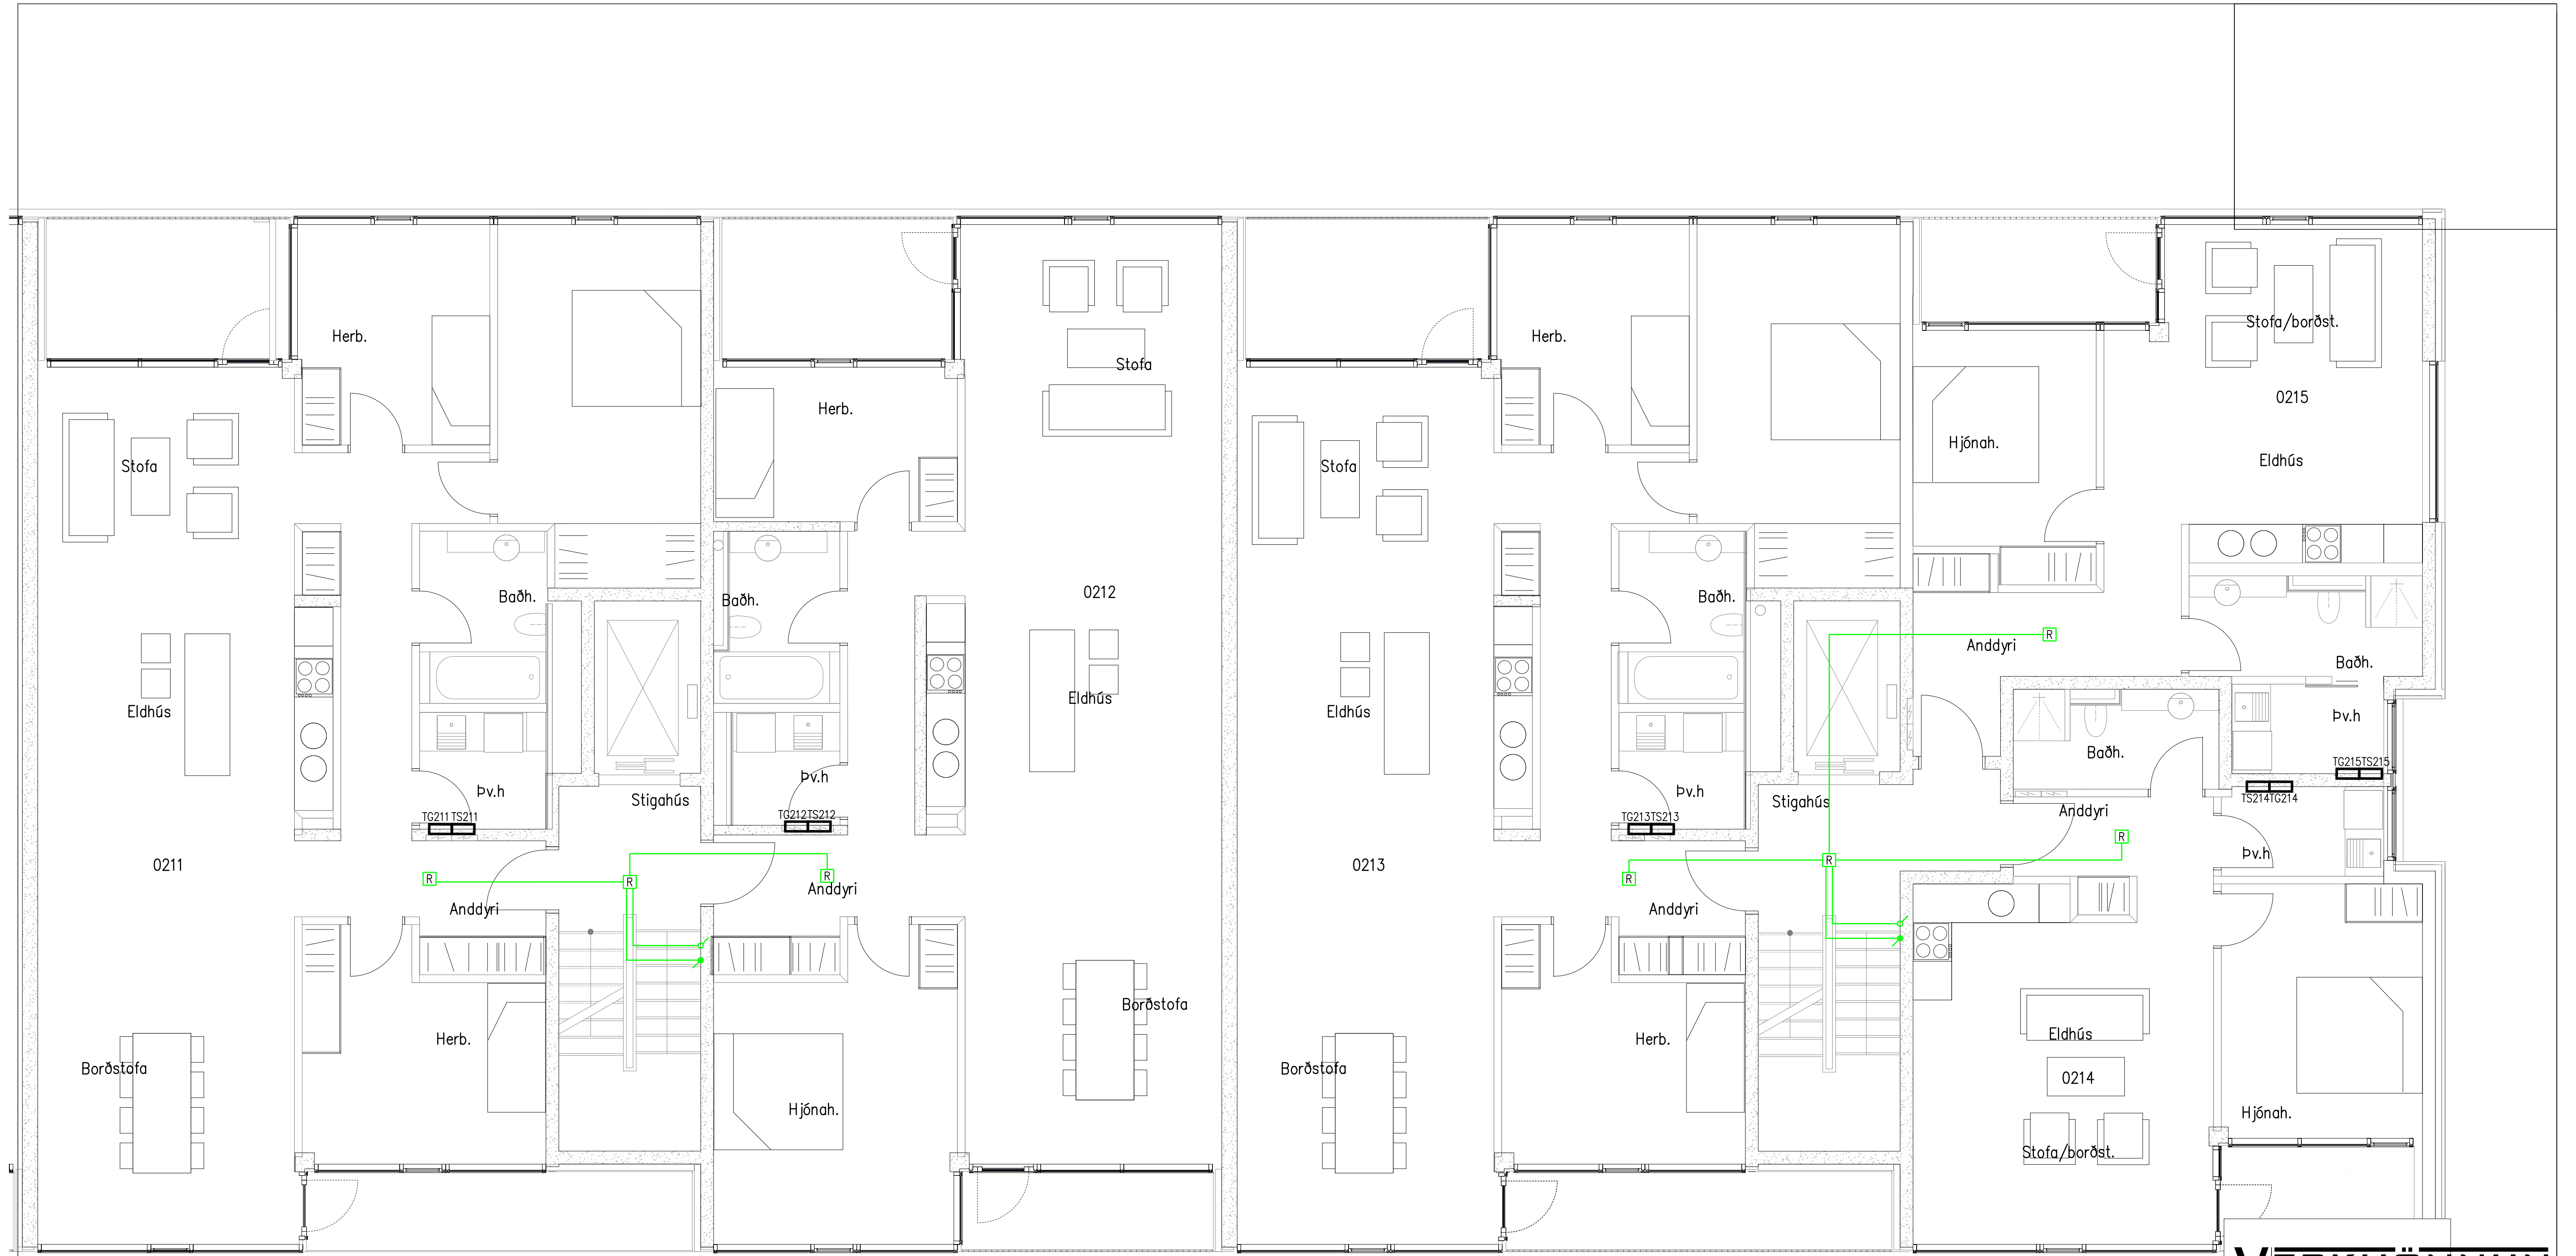 Herb.
Stofa
Baðh.
Eldhús
Þv.h
TG211 TS211
Stigahús
0211
R
R
Anddyri
Herb.
Borðstofa
Herb.
Stofa
Baðh.
0212
Eldhús
Þv.h
TG212TS212
R
Anddyri
Borðstofa
Hjónah.
Herb.
Stofa
Baðh.
Eldhús
Þv.h
TG213TS213
Stigahús
0213
R
R
Anddyri
Herb.
Borðstofa
Stofa/borðst.
0215
Hjónah.
Eldhús
R
Anddyri
Baðh.
Þv.h
TG215TS215
Baðh.
TS214TG214
Anddyri
R
Þv.h
Eldhús
0214
Hjónah.
Stofa/borðst.